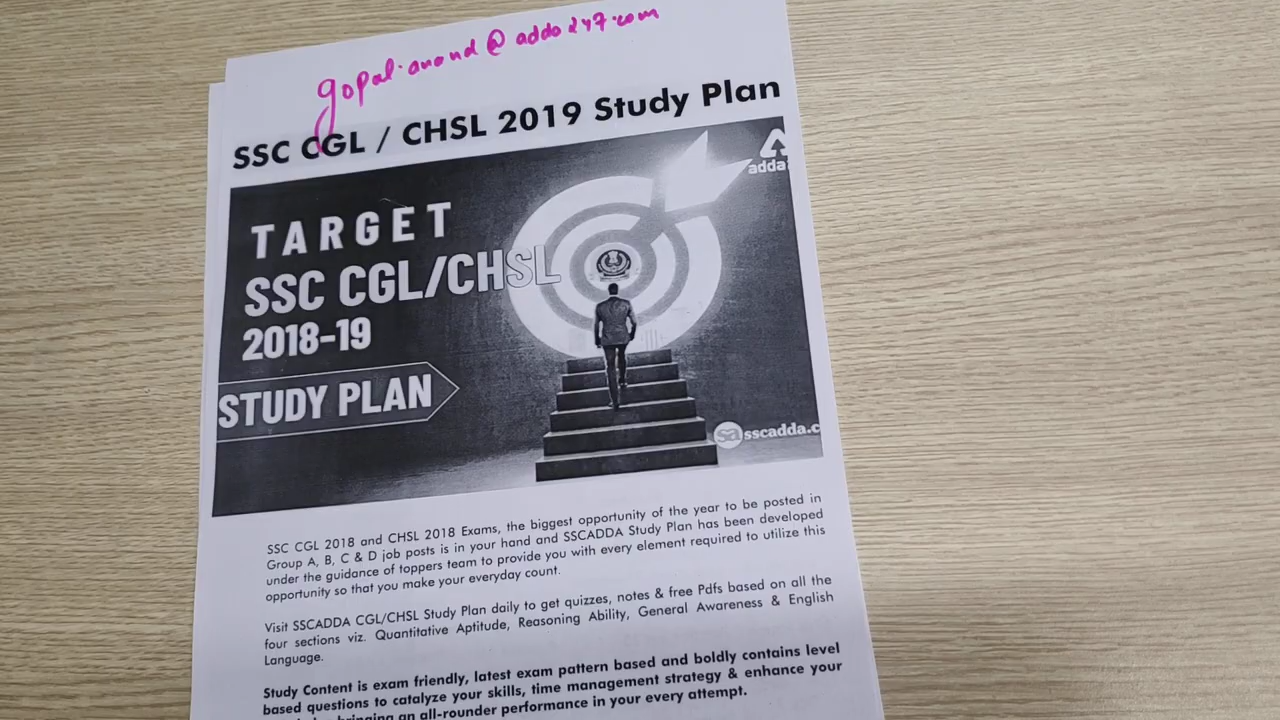 gopal.anand@adda247.com
SSC CGL / CHSL 2019 Study Plan
adda
TARGET
SSC CGL/CHSL
2018-19
STUDY PLAN
sa sscadda.c
SSC CGL 2018 and CHSL 2018 Exams, the biggest opportunity of the year to be posted in
Group A, B, C & D job posts is in your hand and SSCADDA Study Plan has been developed
under the guidance of toppers team to provide you with every element required to utilize this
opportunity so that you make your everyday count.
Visit SSCADDA CGL/CHSL Study Plan daily to get quizzes, notes & free Pdfs based on all the
four sections viz. Quantitative Aptitude, Reasoning Ability, General Awareness & English
Language.
Study Content is exam friendly, latest exam pattern based and boldly contains level
based questions to catalyze your skills, time management strategy & enhance your
bringing an all-rounder performance in your every attempt.